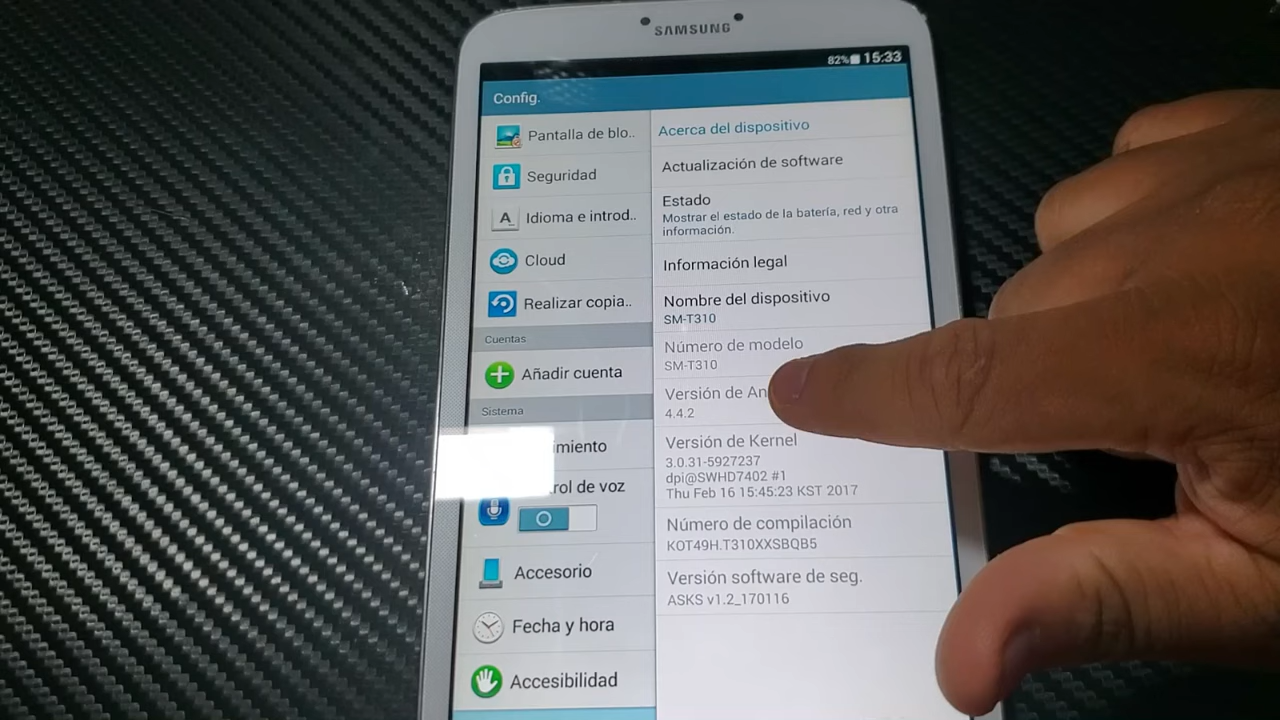 SAMSUNG
82% 15:33
Config.
Pantalla de blo..
Seguridad
Idioma e introd..
Cloud
Realizar copia..
Cuentas
Añadir cuenta
Sistema
imiento
rol de voz
Accesorio
Fecha y hora
Accesibilidad
Acerca del dispositivo
Actualización de software
Estado
Mostrar el estado de la batería, red y otra
información.
Información legal
Nombre del dispositivo
SM-T310
Número de modelo
SM-T310
Versión de An
4.4.2
Versión de Kernel
3.0.31-5927237
dpi@SWHD7402 #1
Thu Feb 16 15:45:23 KST 2017
Número de compilación
KOT49H.T310XXSBQB5
Versión software de seg.
ASKS v1.2_170116